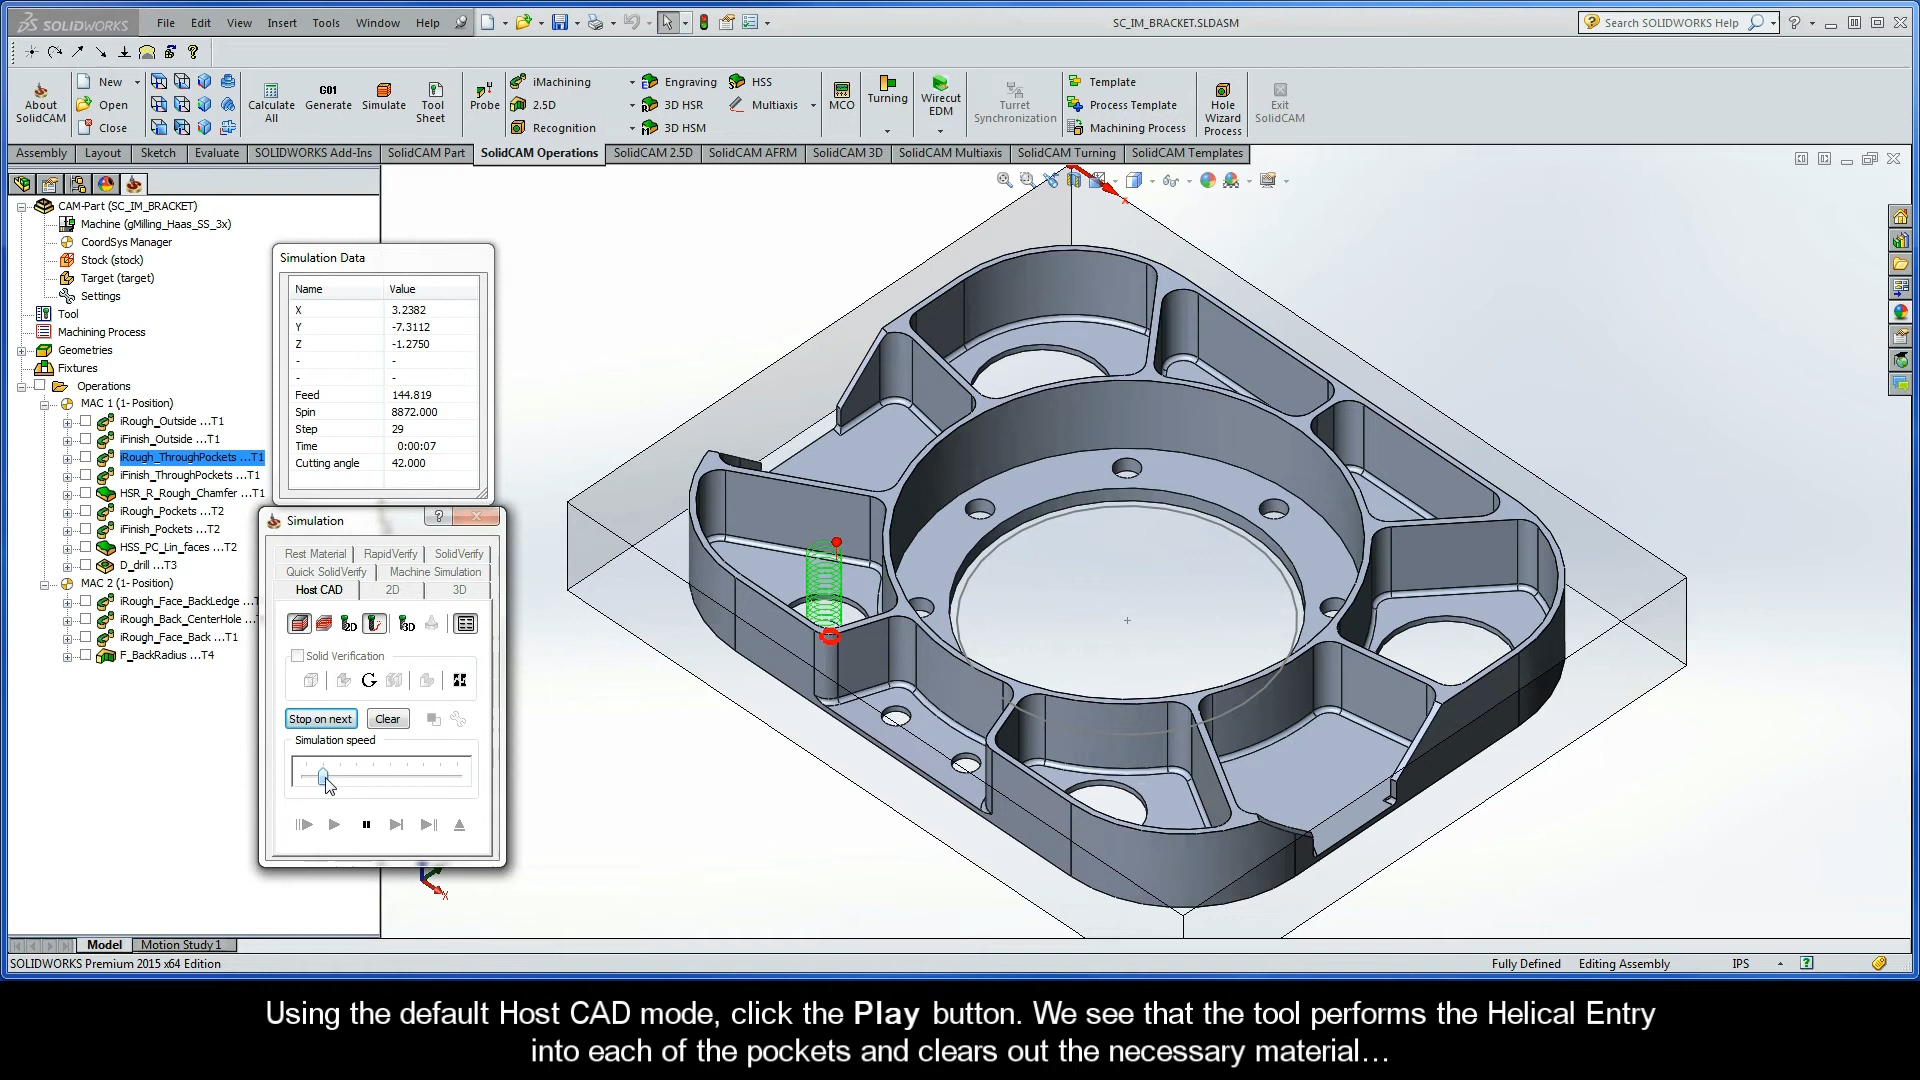 SOLIDWORKS File Edit View Insert Tools Window Help SC_IM_BRACKET.SLDASM Search SOLIDWORKS Help
About SolidCAM New Open Close Calculate All G01 Generate Simulate Tool Sheet Probe iMachining 2.5D Recognition Engraving 3D HSR 3D HSM HSS Multiaxis MCO Turning Wirecut EDM Turret Synchronization Template Process Template Machining Process Hole Wizard Process Exit SolidCAM
Assembly Layout Sketch Evaluate SOLIDWORKS Add-Ins SolidCAM Part SolidCAM Operations SolidCAM 2.5D SolidCAM AFRM SolidCAM 3D SolidCAM Multiaxis SolidCAM Turning SolidCAM Templates
CAM-Part (SC_IM_BRACKET)
Machine (gMilling_Haas_SS_3x)
CoordSys Manager
Stock (stock)
Target (target)
Settings
Tool
Machining Process
Geometries
Fixtures
Operations
MAC 1 (1- Position)
iRough_Outside ...T1
iFinish_Outside ...T1
iRough_ThroughPockets ...T1
iFinish_ThroughPockets ...T1
HSR_R_Rough_Chamfer ...T1
iRough_Pockets ...T2
iFinish_Pockets ...T2
HSS_PC_Lin_faces ...T2
D_drill ...T3
MAC 2 (1- Position)
iRough_Face_BackLedge ...
iRough_Back_CenterHole ...
iRough_Face_Back ...T1
F_BackRadius ...T4
Simulation Data
Name Value
X 3.2382
Y -7.3112
Z -1.2750
- -
- -
Feed 144.819
Spin 8872.000
Step 29
Time 0:00:07
Cutting angle 42.000
Simulation
Rest Material RapidVerify SolidVerify
Quick SolidVerify Machine Simulation
Host CAD 2D 3D
2D 3D
Solid Verification
Stop on next Clear
Simulation speed
x
X
Model Motion Study 1
SOLIDWORKS Premium 2015 x64 Edition Fully Defined Editing Assembly IPS
Using the default Host CAD mode, click the Play button. We see that the tool performs the Helical Entry
into each of the pockets and clears out the necessary material...